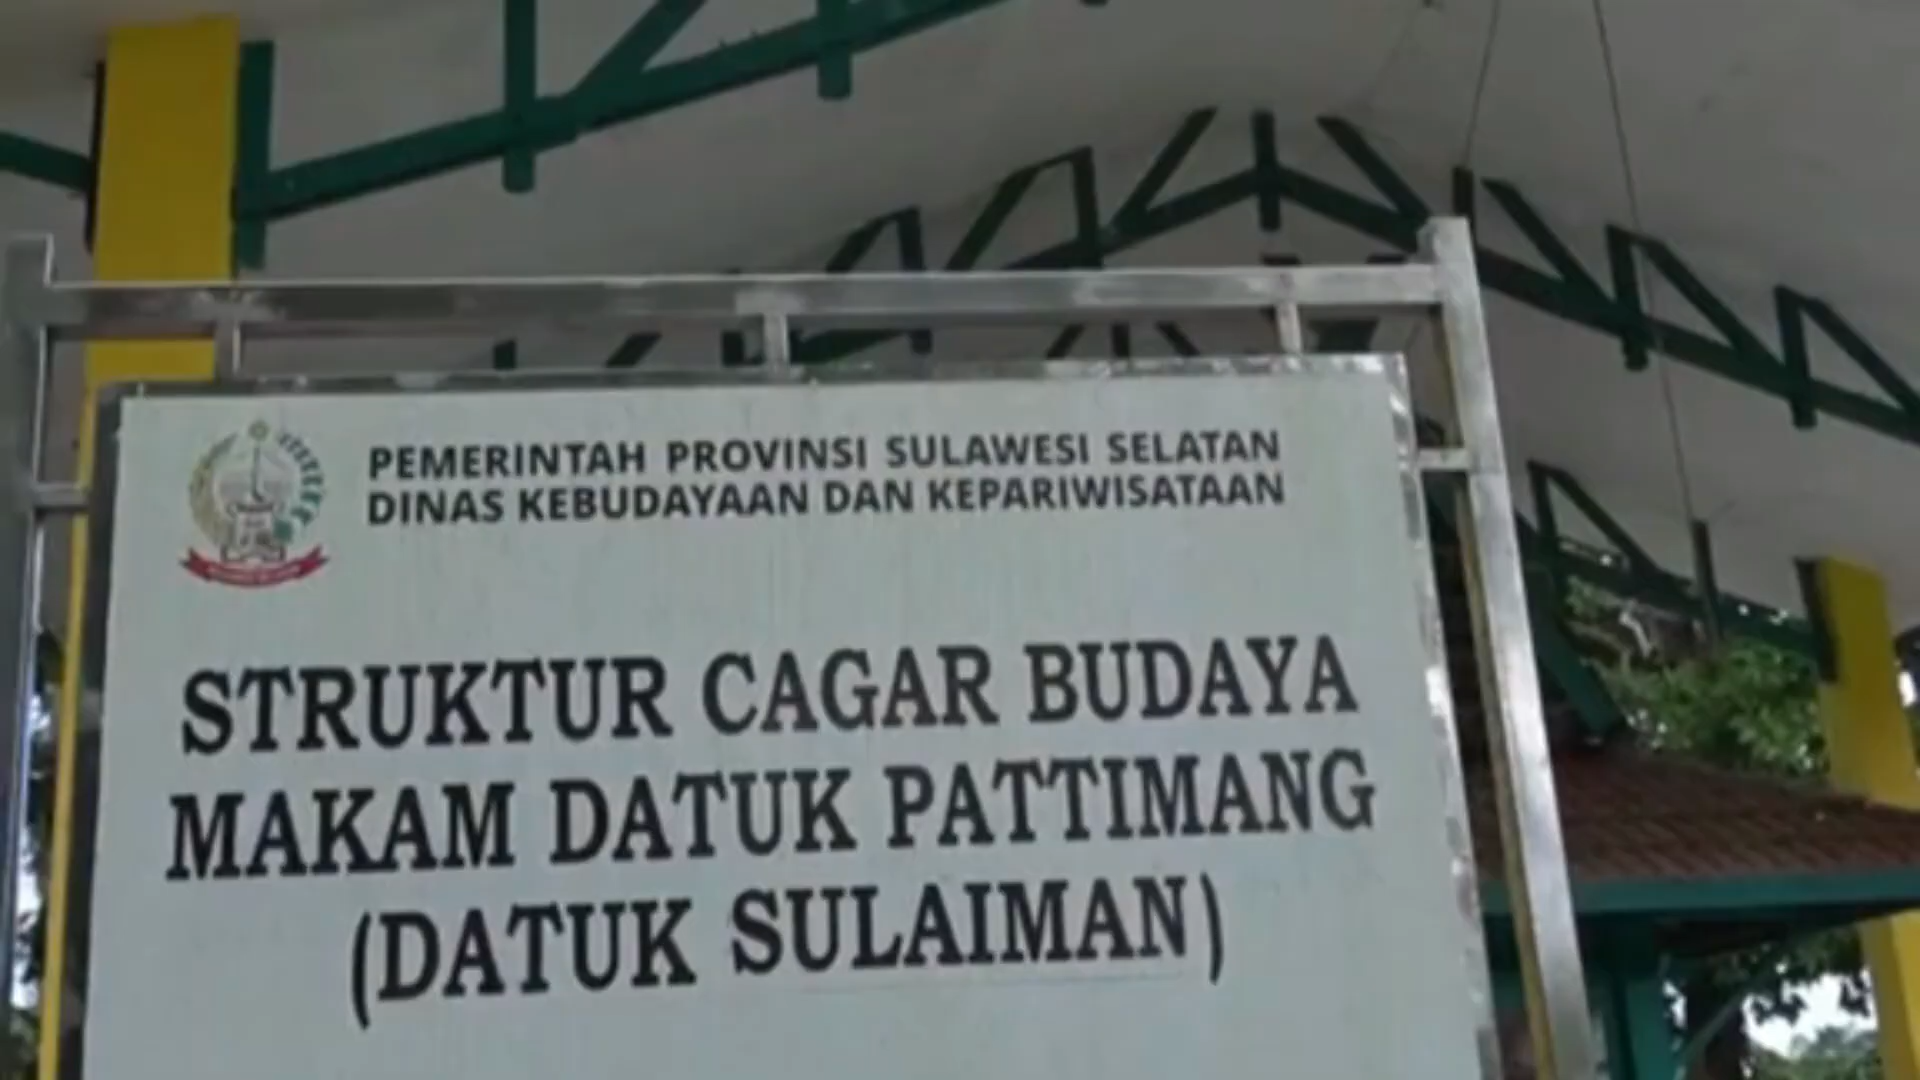 PEMERINTAH PROVINSI SULAWESI SELATAN
DINAS KEBUDAYAAN DAN KEPARIWISATAAN
STRUKTUR CAGAR BUDAYA
MAKAM DATUK PATTIMANG
(DATUK SULAIMAN)